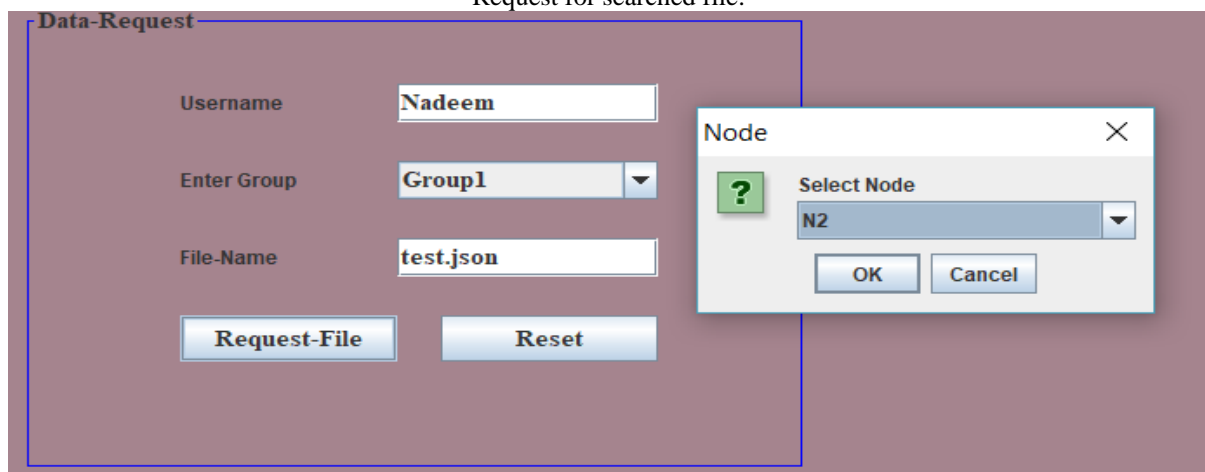 Request for searched file.
Data-Request
Username Nadeem
Enter Group Group1
File-Name test.json
Request-File Reset
Node
?
Select Node
N2
OK Cancel